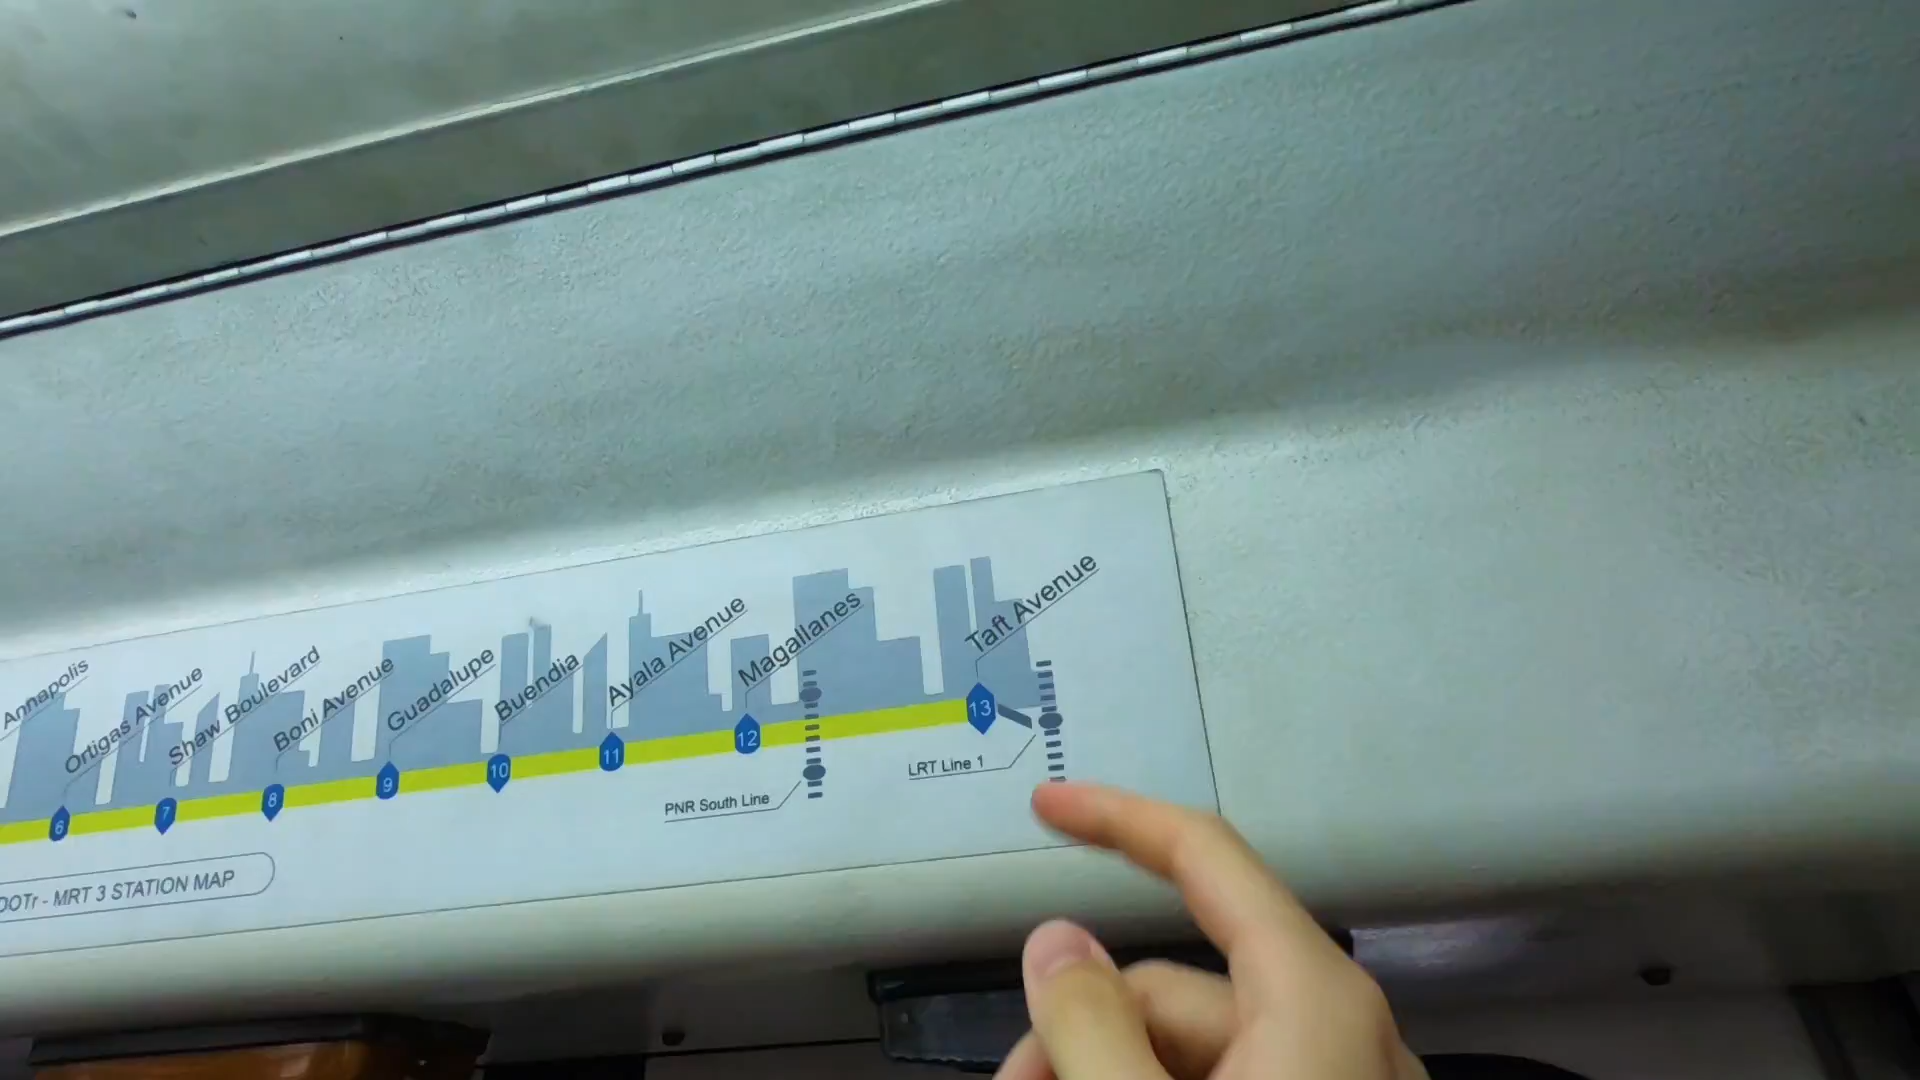 Annapolis
Ortigas Avenue
Shaw Boulevard
Boni Avenue
Guadalupe
Buendia
Ayala Avenue
Magallanes
Taft Avenue
6
7
8
9
10
11
12
13
PNR South Line
LRT Line 1
DOTr - MRT 3 STATION MAP